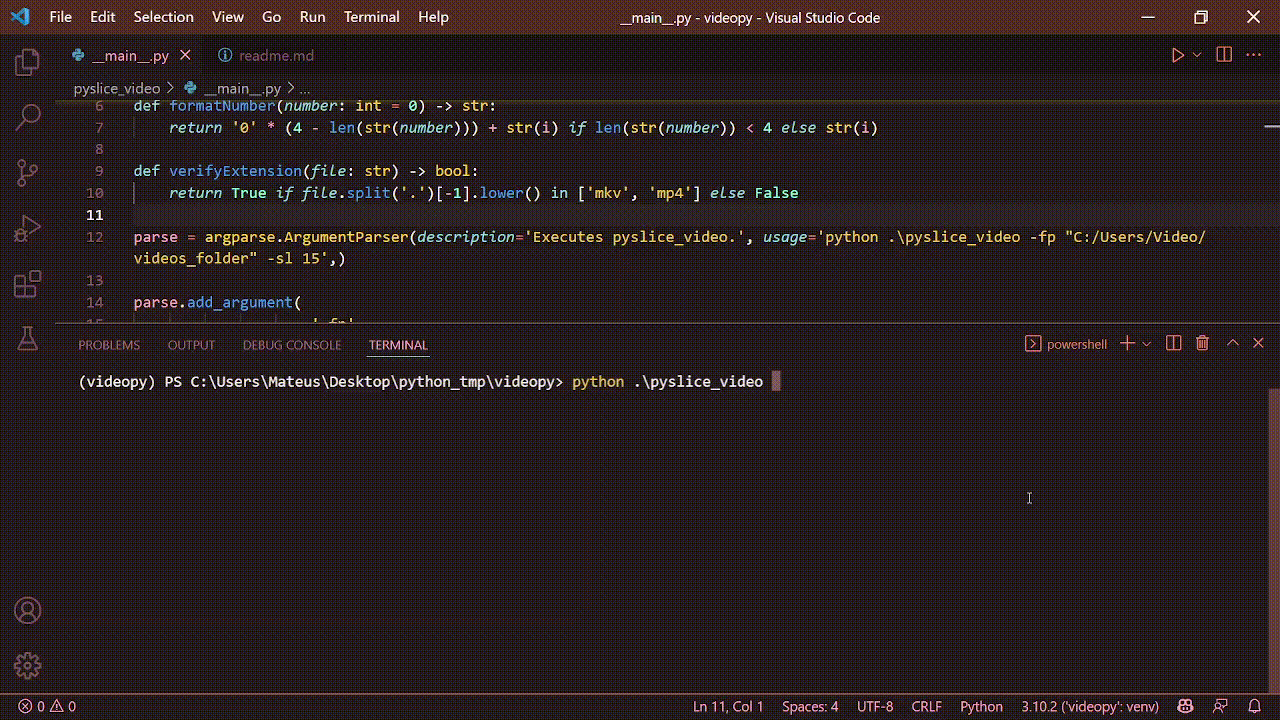 File Edit Selection View Go Run Terminal Help __main__.py - videopy - Visual Studio Code
__main__.py readme.md
pyslice_video > __main__.py > ...
6 def formatNumber(number: int = 0) -> str:
7 return '0' * (4 - len(str(number))) + str(i) if len(str(number)) < 4 else str(i)
8
9 def verifyExtension(file: str) -> bool:
10 return True if file.split('.')[-1].lower() in ['mkv', 'mp4'] else False
11
12 parse = argparse.ArgumentParser(description='Executes pyslice_video.', usage='python .\pyslice_video -fp "C:/Users/Video/
videos_folder" -sl 15',)
13
14 parse.add_argument(
PROBLEMS OUTPUT DEBUG CONSOLE TERMINAL powershell
(videopy) PS C:\Users\Mateus\Desktop\python_tmp\videopy> python .\pyslice_video
0 0 Ln 11, Col 1 Spaces: 4 UTF-8 CRLF Python 3.10.2 ('videopy': venv)